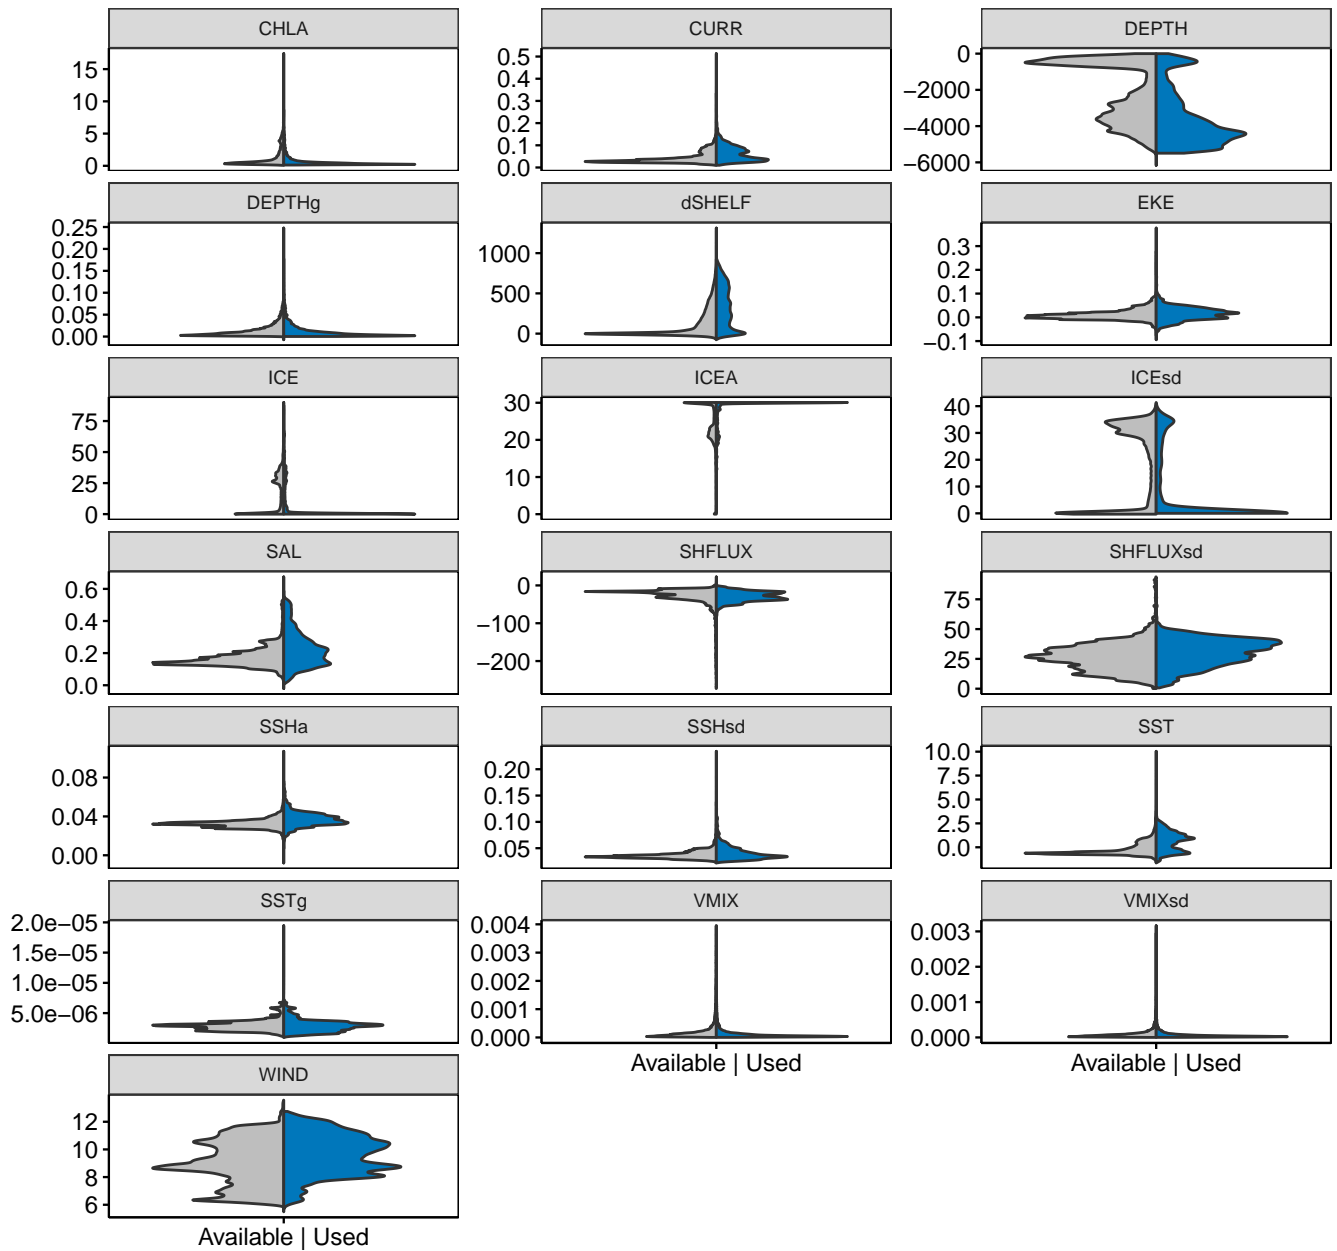 CHLA
15
10
5
0
CURR
0.5
0.4
0.3
0.2
0.1
0.0
DEPTH
0
−2000
−4000
−6000
DEPTHg
0.25
0.20
0.15
0.10
0.05
0.00
dSHELF
1000
500
0
EKE
0.3
0.2
0.1
0.0
−0.1
ICE
75
50
25
0
ICEA
30
20
10
0
ICEsd
40
30
20
10
0
SAL
0.6
0.4
0.2
0.0
SHFLUX
0
−100
−200
SHFLUXsd
75
50
25
0
SSHa
0.08
0.04
0.00
SSHsd
0.20
0.15
0.10
0.05
SST
10.0
7.5
5.0
2.5
0.0
SSTg
2.0e−05
1.5e−05
1.0e−05
5.0e−06
VMIX
0.004
0.003
0.002
0.001
0.000
Available | Used
VMIXsd
0.003
0.002
0.001
0.000
Available | Used
WIND
12
10
8
6
Available | Used